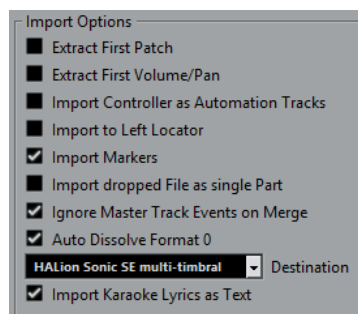 Import Options
Extract First Patch
Extract First Volume/Pan
Import Controller as Automation Tracks
Import to Left Locator
Import Markers
Import dropped File as single Part
Ignore Master Track Events on Merge
Auto Dissolve Format 0
HALion Sonic SE multi-timbral Destination
Import Karaoke Lyrics as Text